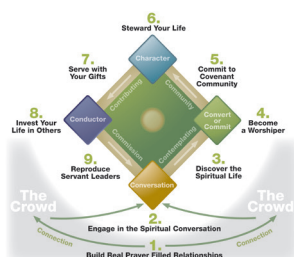 6.
Steward Your Life
7.
Serve with
Your Gifts
Character
5.
Commit to
Covenant
Community
Contributing
Community
8.
Invest Your
Life in Others
Conductor
Convert or
Commit
4.
Become
a Worshiper
Commission
Contemplating
9.
Reproduce
Servant Leaders
3.
Discover the
Spiritual Life
Conversation
The
Crowd
The
Crowd
2.
Engage in the Spiritual Conversation
Connection
Connection
1.
Build Real Prayer Filled Relationships